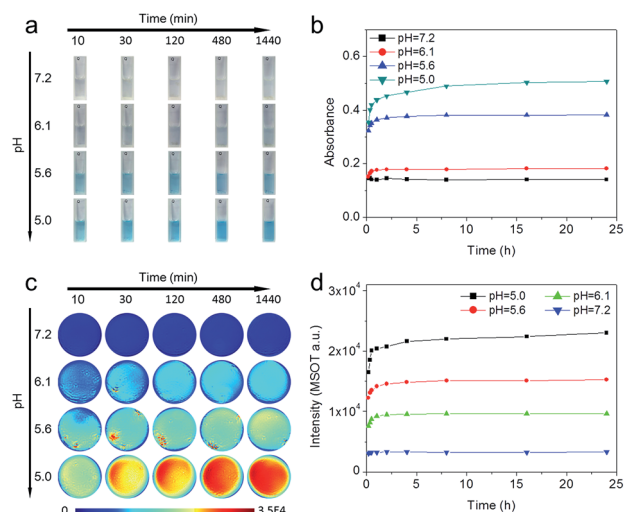 a
Time (min)
10 30 120 480 1440
pH
7.2
6.1
5.6
5.0
b
pH=7.2
pH=6.1
pH=5.6
pH=5.0
Absorbance
0.6
0.4
0.2
0.0
0 5 10 15 20 25
Time (h)
c
Time (min)
10 30 120 480 1440
pH
7.2
6.1
5.6
5.0
0 3.5E4
d
pH=5.0 pH=6.1
pH=5.6 pH=7.2
Intensity (MSOT a.u.)
3x10⁴
2x10⁴
1x10⁴
0
0 5 10 15 20 25
Time (h)